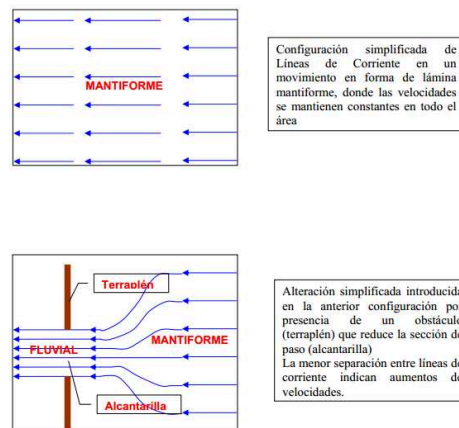 MANTIFORME
Configuración simplificada de
Líneas de Corriente en un
movimiento en forma de lámina
mantiforme, donde las velocidades
se mantienen constantes en todo el
área
Terraplén
FLUVIAL
MANTIFORME
Alcantarilla
Alteración simplificada introducida
en la anterior configuración por
presencia de un obstáculo
(terraplén) que reduce la sección de
paso (alcantarilla)
La menor separación entre líneas de
corriente indican aumentos de
velocidades.